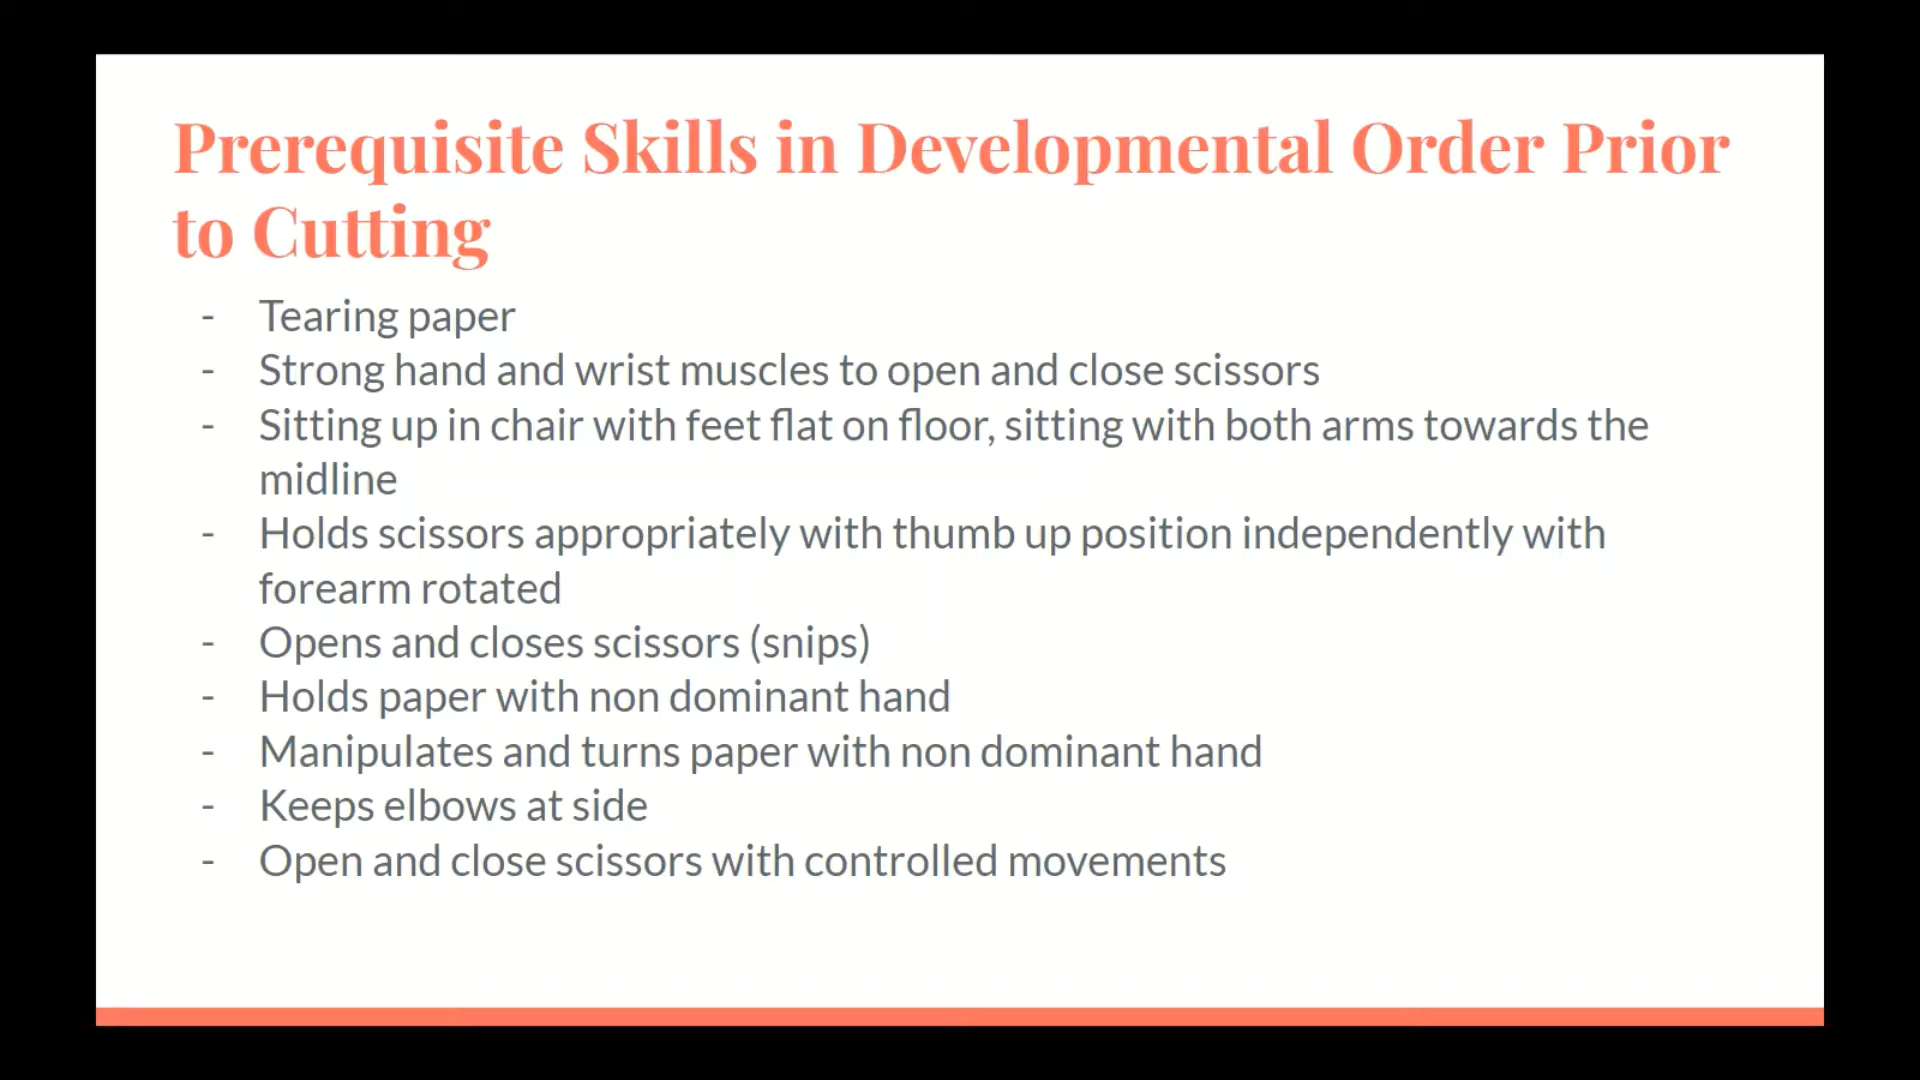 Prerequisite Skills in Developmental Order Prior
to Cutting
- Tearing paper
- Strong hand and wrist muscles to open and close scissors
- Sitting up in chair with feet flat on floor, sitting with both arms towards the
midline
- Holds scissors appropriately with thumb up position independently with
forearm rotated
- Opens and closes scissors (snips)
- Holds paper with non dominant hand
- Manipulates and turns paper with non dominant hand
- Keeps elbows at side
- Open and close scissors with controlled movements